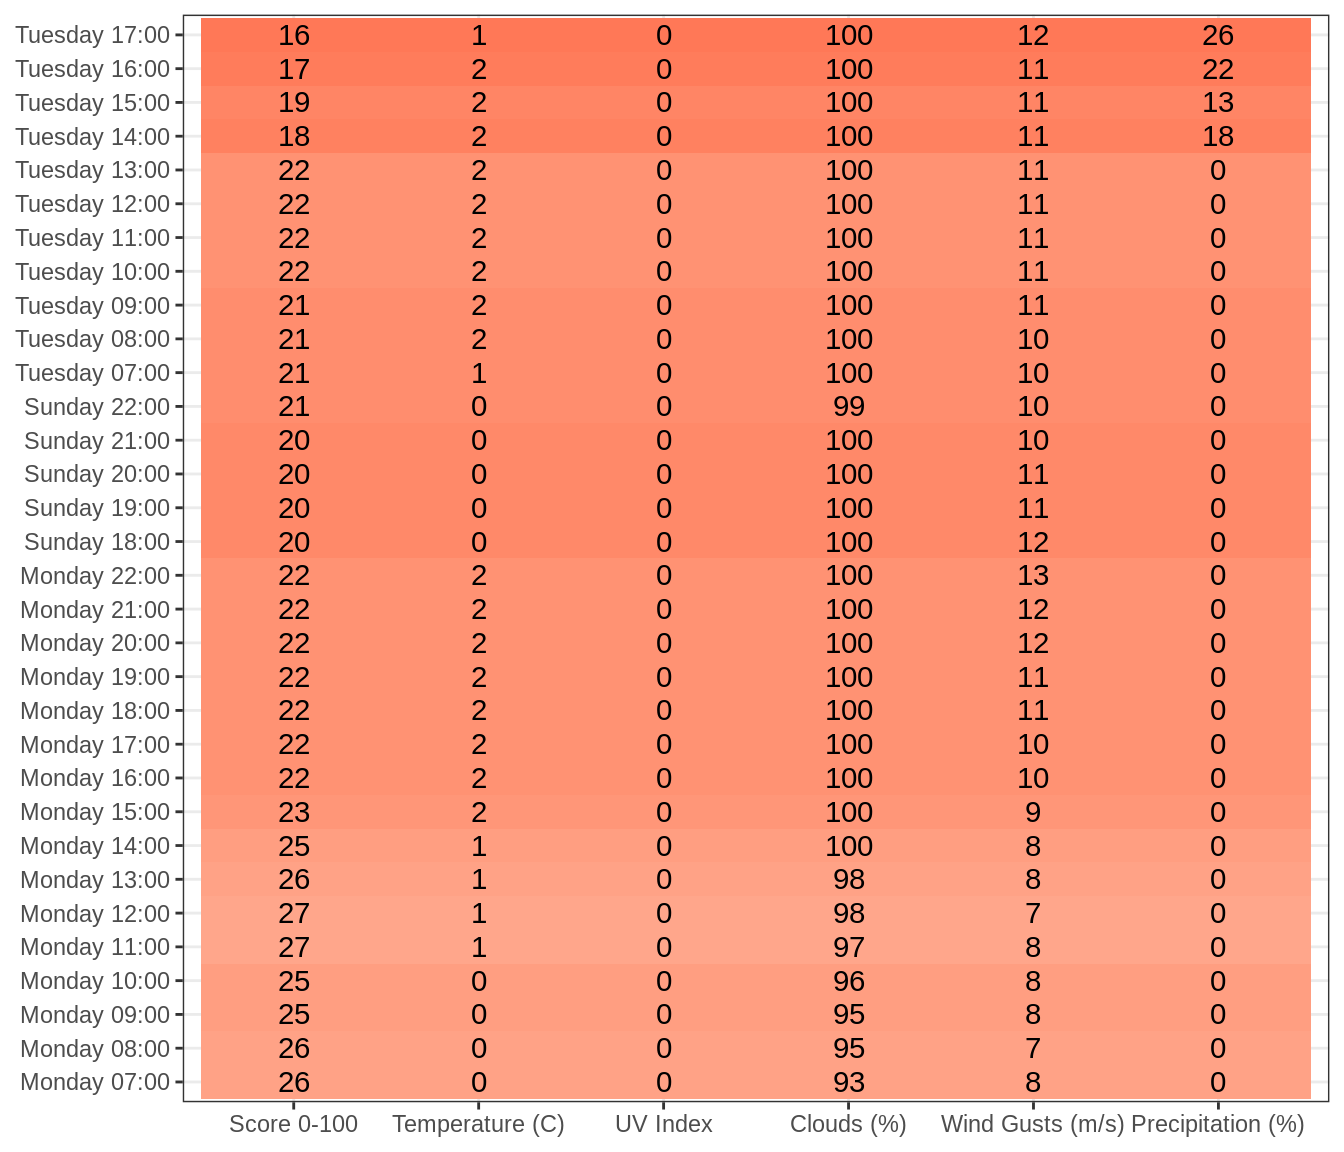 Tuesday 17:00 16 1 0 100 12 26
Tuesday 16:00 17 2 0 100 11 22
Tuesday 15:00 19 2 0 100 11 13
Tuesday 14:00 18 2 0 100 11 18
Tuesday 13:00 22 2 0 100 11 0
Tuesday 12:00 22 2 0 100 11 0
Tuesday 11:00 22 2 0 100 11 0
Tuesday 10:00 22 2 0 100 11 0
Tuesday 09:00 21 2 0 100 11 0
Tuesday 08:00 21 2 0 100 10 0
Tuesday 07:00 21 1 0 100 10 0
Sunday 22:00 21 0 0 99 10 0
Sunday 21:00 20 0 0 100 10 0
Sunday 20:00 20 0 0 100 11 0
Sunday 19:00 20 0 0 100 11 0
Sunday 18:00 20 0 0 100 12 0
Monday 22:00 22 2 0 100 13 0
Monday 21:00 22 2 0 100 12 0
Monday 20:00 22 2 0 100 12 0
Monday 19:00 22 2 0 100 11 0
Monday 18:00 22 2 0 100 11 0
Monday 17:00 22 2 0 100 10 0
Monday 16:00 22 2 0 100 10 0
Monday 15:00 23 2 0 100 9 0
Monday 14:00 25 1 0 100 8 0
Monday 13:00 26 1 0 98 8 0
Monday 12:00 27 1 0 98 7 0
Monday 11:00 27 1 0 97 8 0
Monday 10:00 25 0 0 96 8 0
Monday 09:00 25 0 0 95 8 0
Monday 08:00 26 0 0 95 7 0
Monday 07:00 26 0 0 93 8 0
Score 0-100 Temperature (C) UV Index Clouds (%) Wind Gusts (m/s) Precipitation (%)